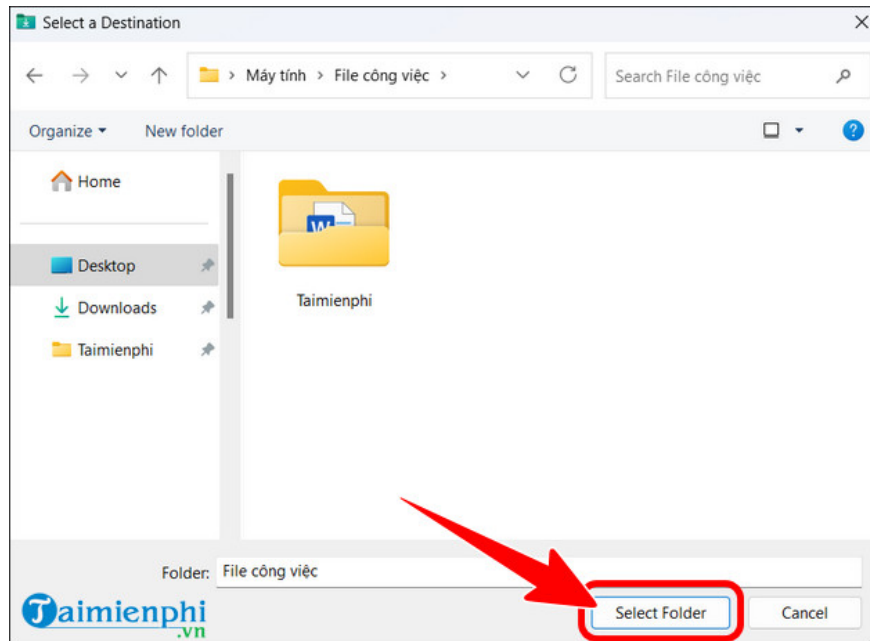 Select a Destination
Máy tính > File công việc >
Search File công việc
Organize
New folder
Home
Desktop
Downloads
Taimienphi
W
Taimienphi
Folder: File công việc
Select Folder
Cancel
Taimienphi
.vn